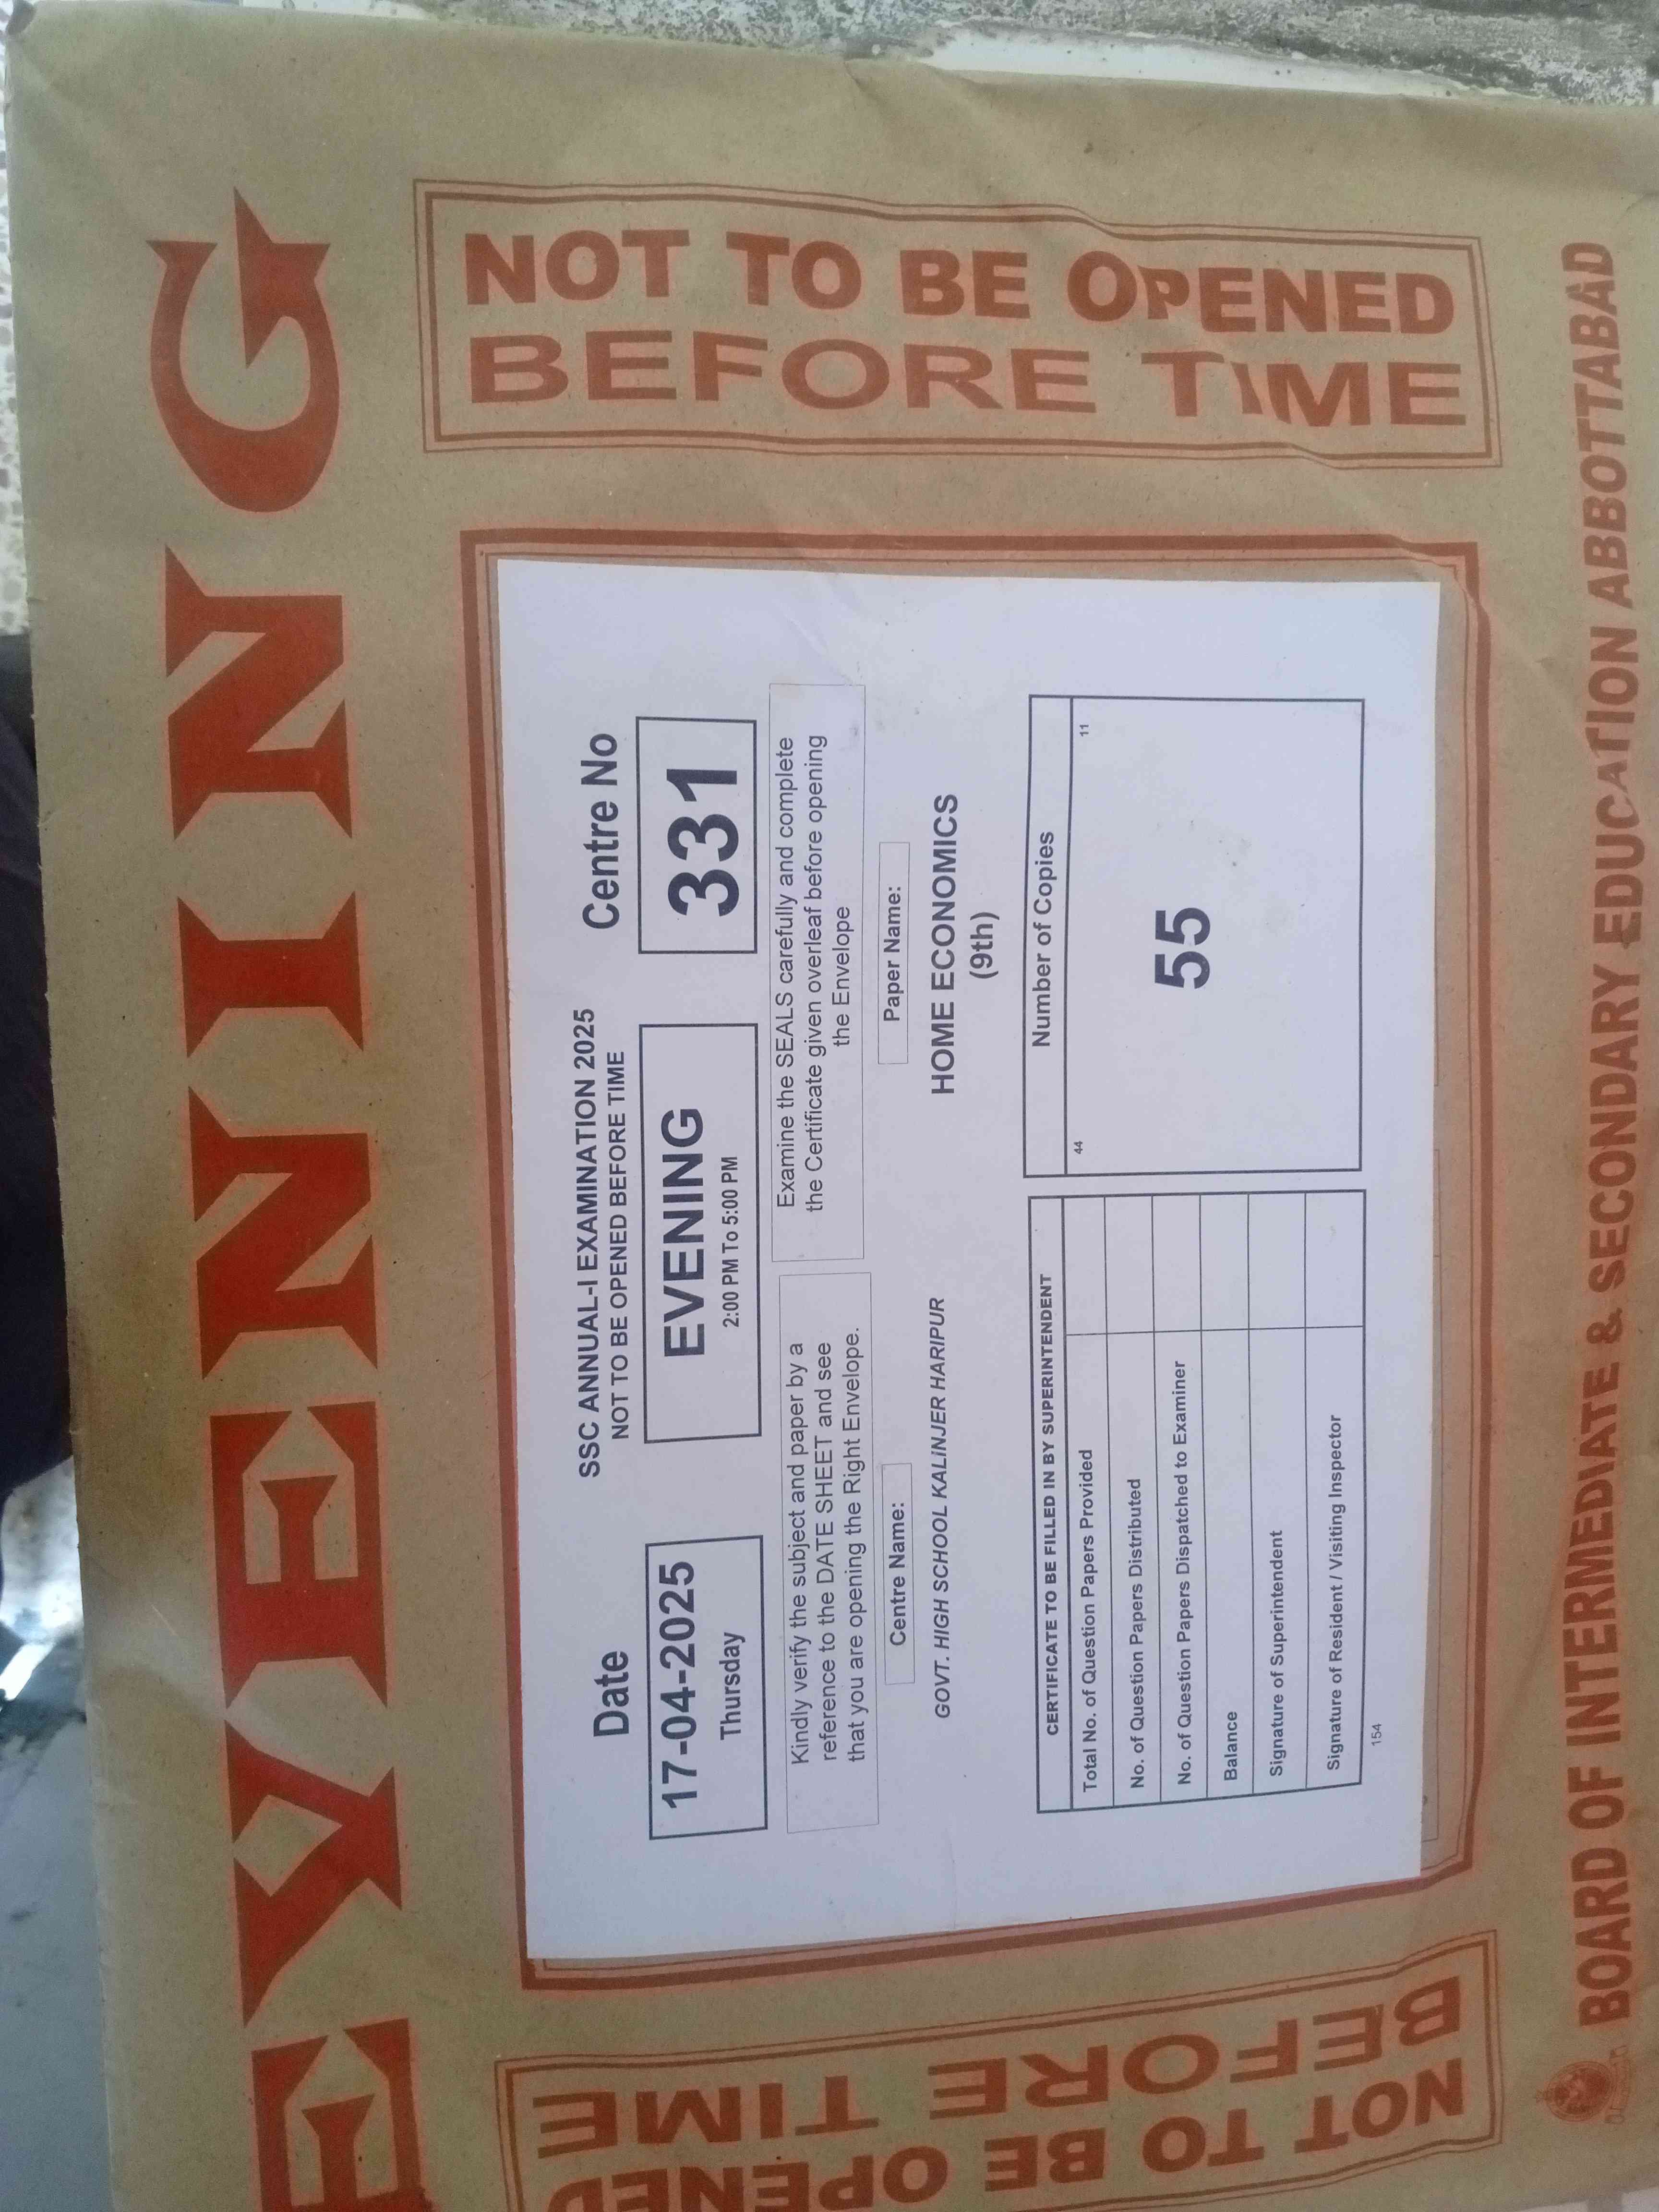 EVENING
NOT TO BE OPENED
BEFORE TIME
SSC ANNUAL-I EXAMINATION 2025
NOT TO BE OPENED BEFORE TIME
Date
17-04-2025
Thursday
EVENING
2:00 PM To 5:00 PM
Centre No
331
Kindly verify the subject and paper by a
reference to the DATE SHEET and see
that you are opening the Right Envelope.
Examine the SEALS carefully and complete
the Certificate given overleaf before opening
the Envelope
Centre Name:
GOVT. HIGH SCHOOL KALINJER HARIPUR
Paper Name:
HOME ECONOMICS
(9th)
CERTIFICATE TO BE FILLED IN BY SUPERINTENDENT
Total No. of Question Papers Provided
No. of Question Papers Distributed
No. of Question Papers Dispatched to Examiner
Balance
Signature of Superintendent
Signature of Resident / Visiting Inspector
154
Number of Copies
44
11
55
NOT TO BE OPENED
BEFORE TIME
BOARD OF INTERMEDIATE & SECONDARY EDUCATION ABBOTTABAD